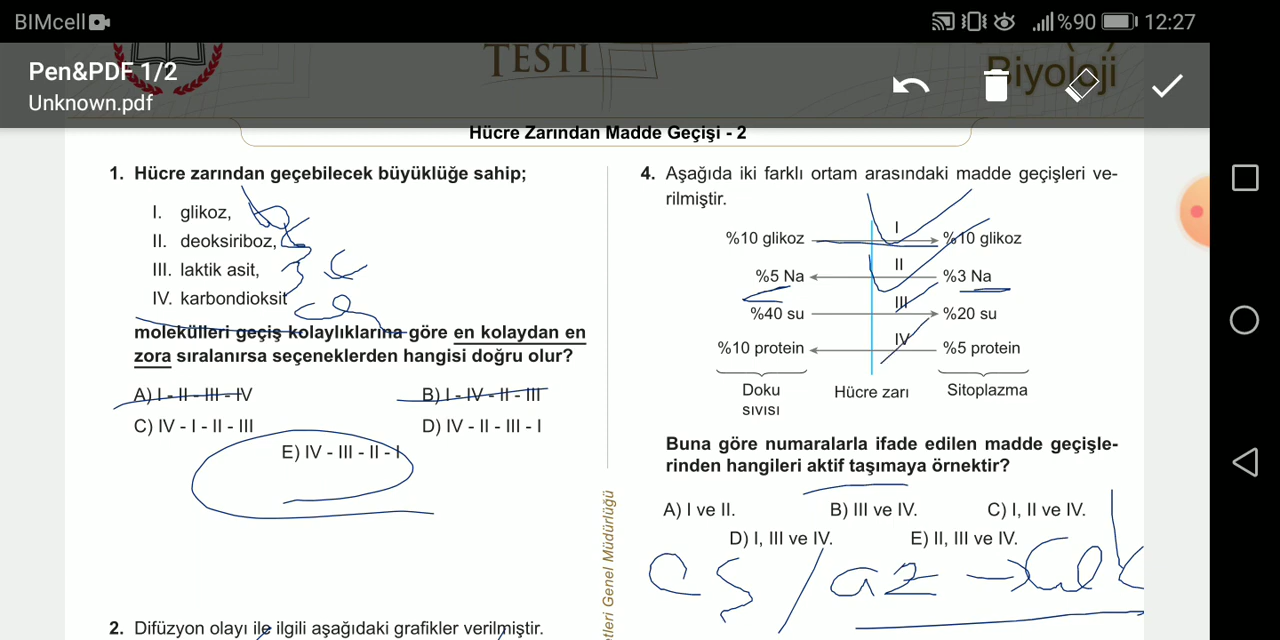 BIMcell
%90
12:27
Pen&PDF 1/2
Unknown.pdf
TESTİ
Biyoloji
Hücre Zarından Madde Geçişi - 2
1. Hücre zarından geçebilecek büyüklüğe sahip;
I. glikoz,
II. deoksiriboz,
III. laktik asit,
IV. karbondioksit
molekülleri geçiş kolaylıklarına göre en kolaydan en
zora sıralanırsa seçeneklerden hangisi doğru olur?
A) I - II - III - IV
B) I - IV - II - III
C) IV - I - II - III
D) IV - II - III - I
E) IV - III - II - I
2. Difüzyon olayı ile ilgili aşağıdaki grafikler verilmiştir.
etleri Genel Müdürlüğü
4. Aşağıda iki farklı ortam arasındaki madde geçişleri ve-
rilmiştir.
%10 glikoz I %10 glikoz
%5 Na II %3 Na
%40 su III %20 su
%10 protein IV %5 protein
Doku
sıvısı
Hücre zarı
Sitoplazma
Buna göre numaralarla ifade edilen madde geçişle-
rinden hangileri aktif taşımaya örnektir?
A) I ve II.
B) III ve IV.
C) I, II ve IV.
D) I, III ve IV.
E) II, III ve IV.
eş / az →